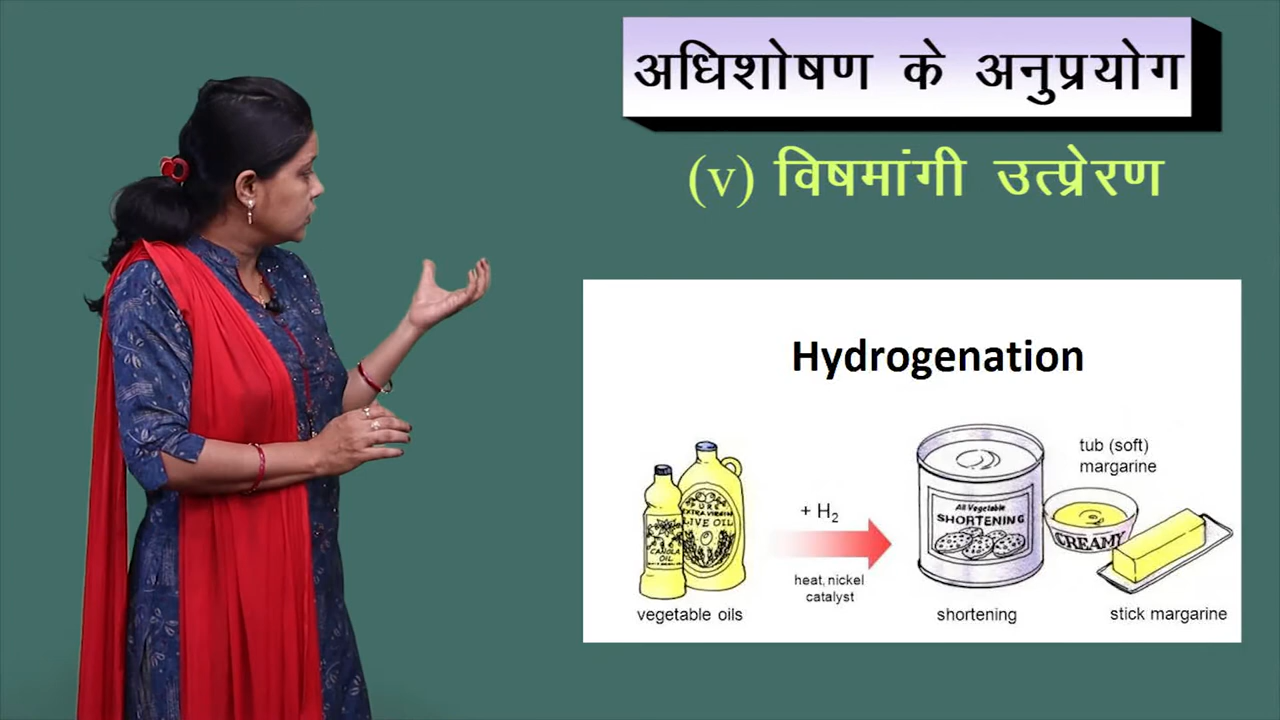 अधिशोषण के अनुप्रयोग
(v) विषमांगी उत्प्रेरण
Hydrogenation
tub (soft)
margarine
+ H₂
heat, nickel
catalyst
PURE
EXTRA VIRGIN
LIVE OIL
CANOLA
OIL
All Vegetable
SHORTENING
CREAMY
vegetable oils
shortening
stick margarine